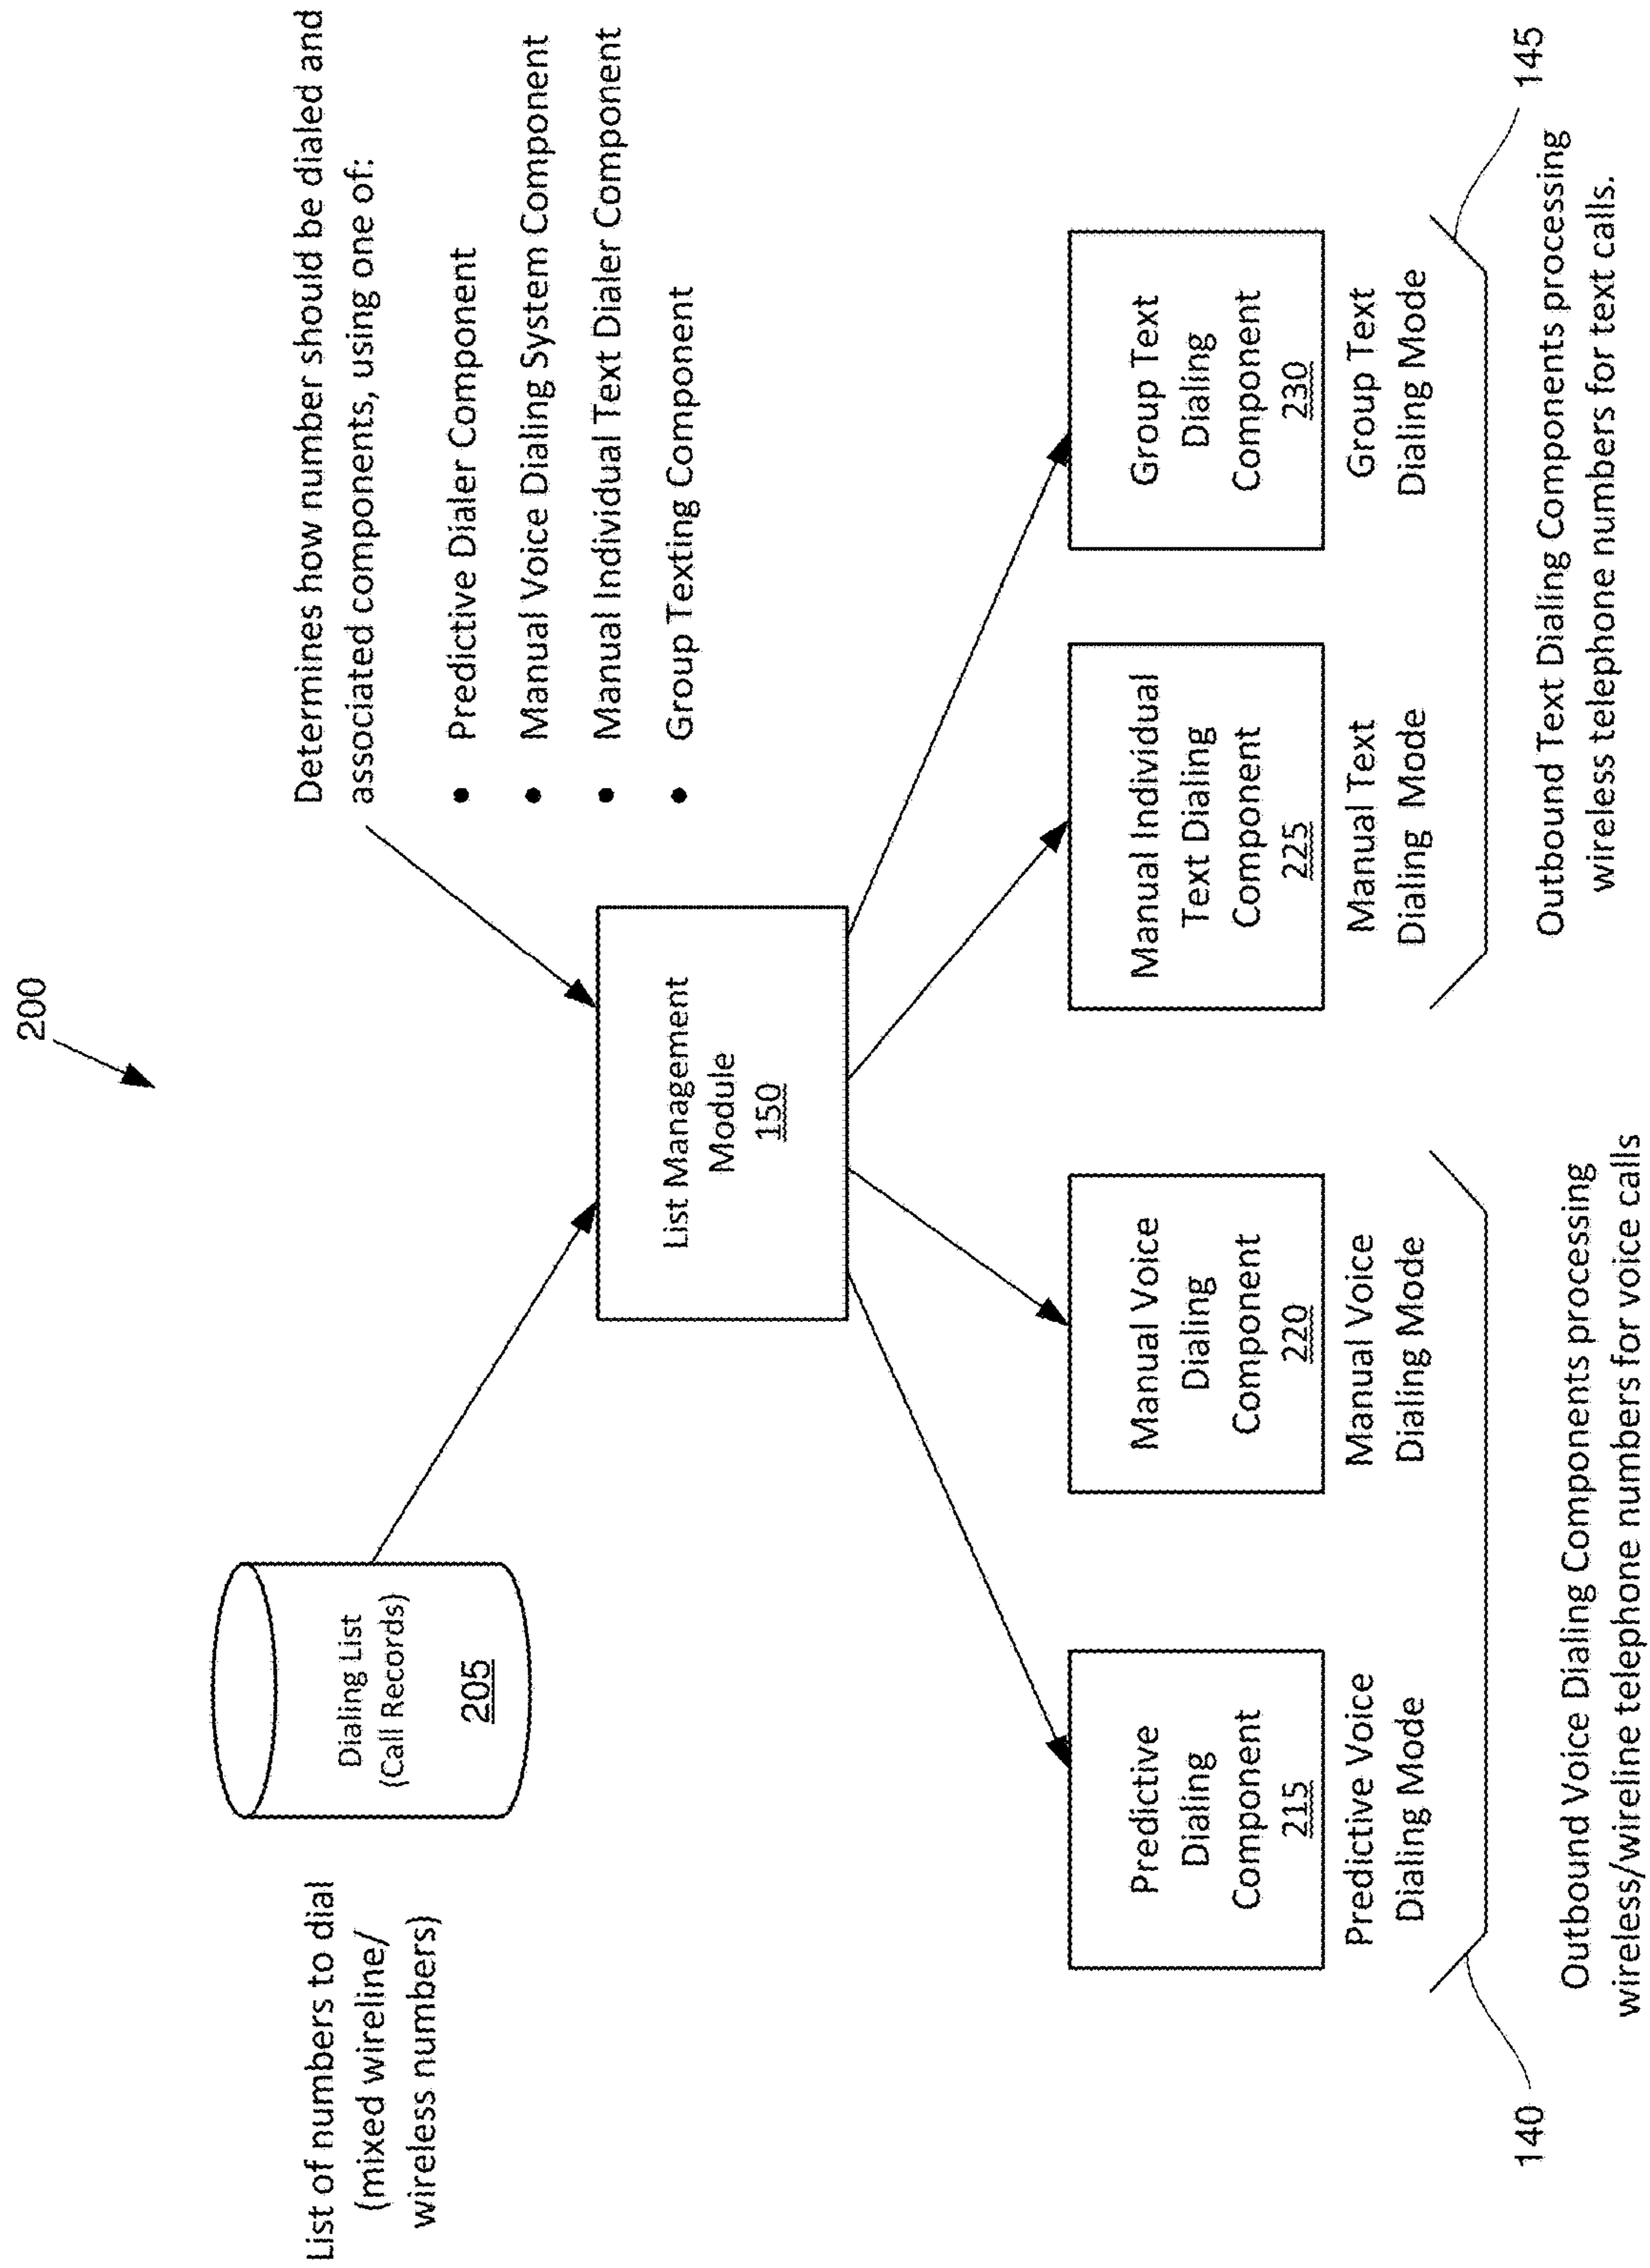 200
List of numbers to dial
(mixed wireline/
wireless numbers)
Dialing List
(Call Records)
205
Determines how number should be dialed and
associated components, using one of:
• Predictive Dialer Component
• Manual Voice Dialing System Component
• Manual Individual Text Dialer Component
• Group Texting Component
List Management
Module
150
Predictive
Dialing
Component
215
Predictive Voice
Dialing Mode
Manual Voice
Dialing
Component
220
Manual Voice
Dialing Mode
Manual Individual
Text Dialing
Component
225
Manual Text
Dialing Mode
Group Text
Dialing
Component
230
Group Text
Dialing Mode
140
Outbound Voice Dialing Components processing
wireless/wireline telephone numbers for voice calls
145
Outbound Text Dialing Components processing
wireless telephone numbers for text calls.